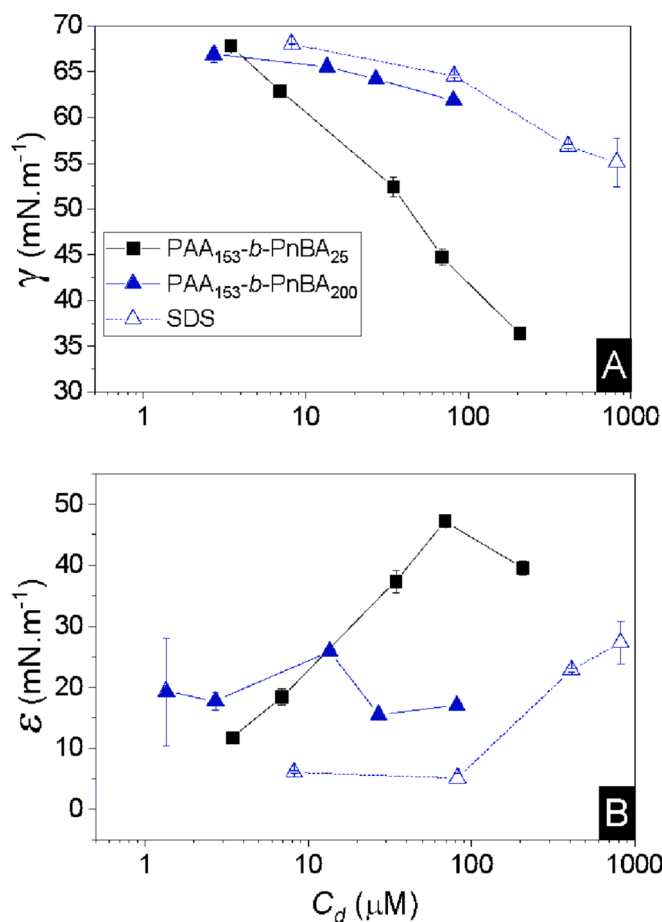 70
65
60
55
50
45
40
35
30
γ (mN.m⁻¹)
PAA₁₅₃-b-PnBA₂₅
PAA₁₅₃-b-PnBA₂₀₀
SDS
A
1 10 100 1000
50
40
30
20
10
0
ε (mN.m⁻¹)
B
1 10 100 1000
C_d (μM)